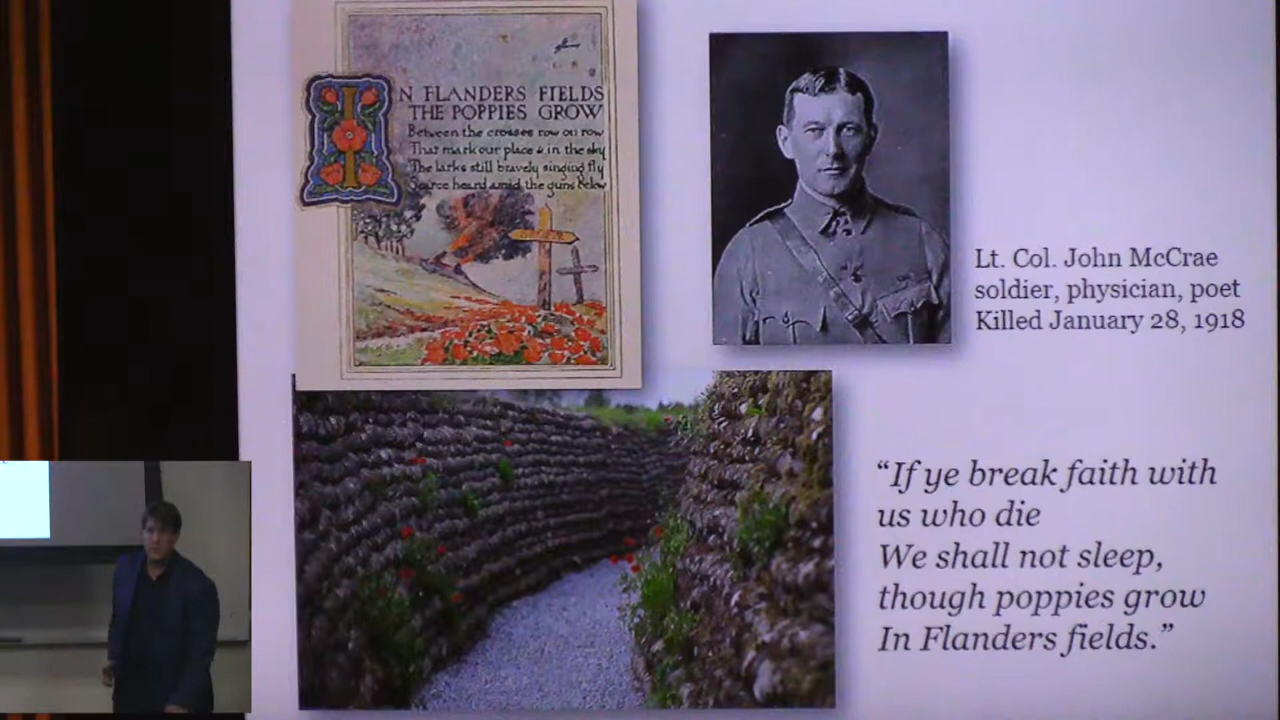 IN FLANDERS FIELDS
THE POPPIES GROW
Between the crosses row on row
That mark our place & in the sky
The larks still bravely singing fly
Scarce heard amid the guns below
Lt. Col. John McCrae
soldier, physician, poet
Killed January 28, 1918
“If ye break faith with
us who die
We shall not sleep,
though poppies grow
In Flanders fields.”